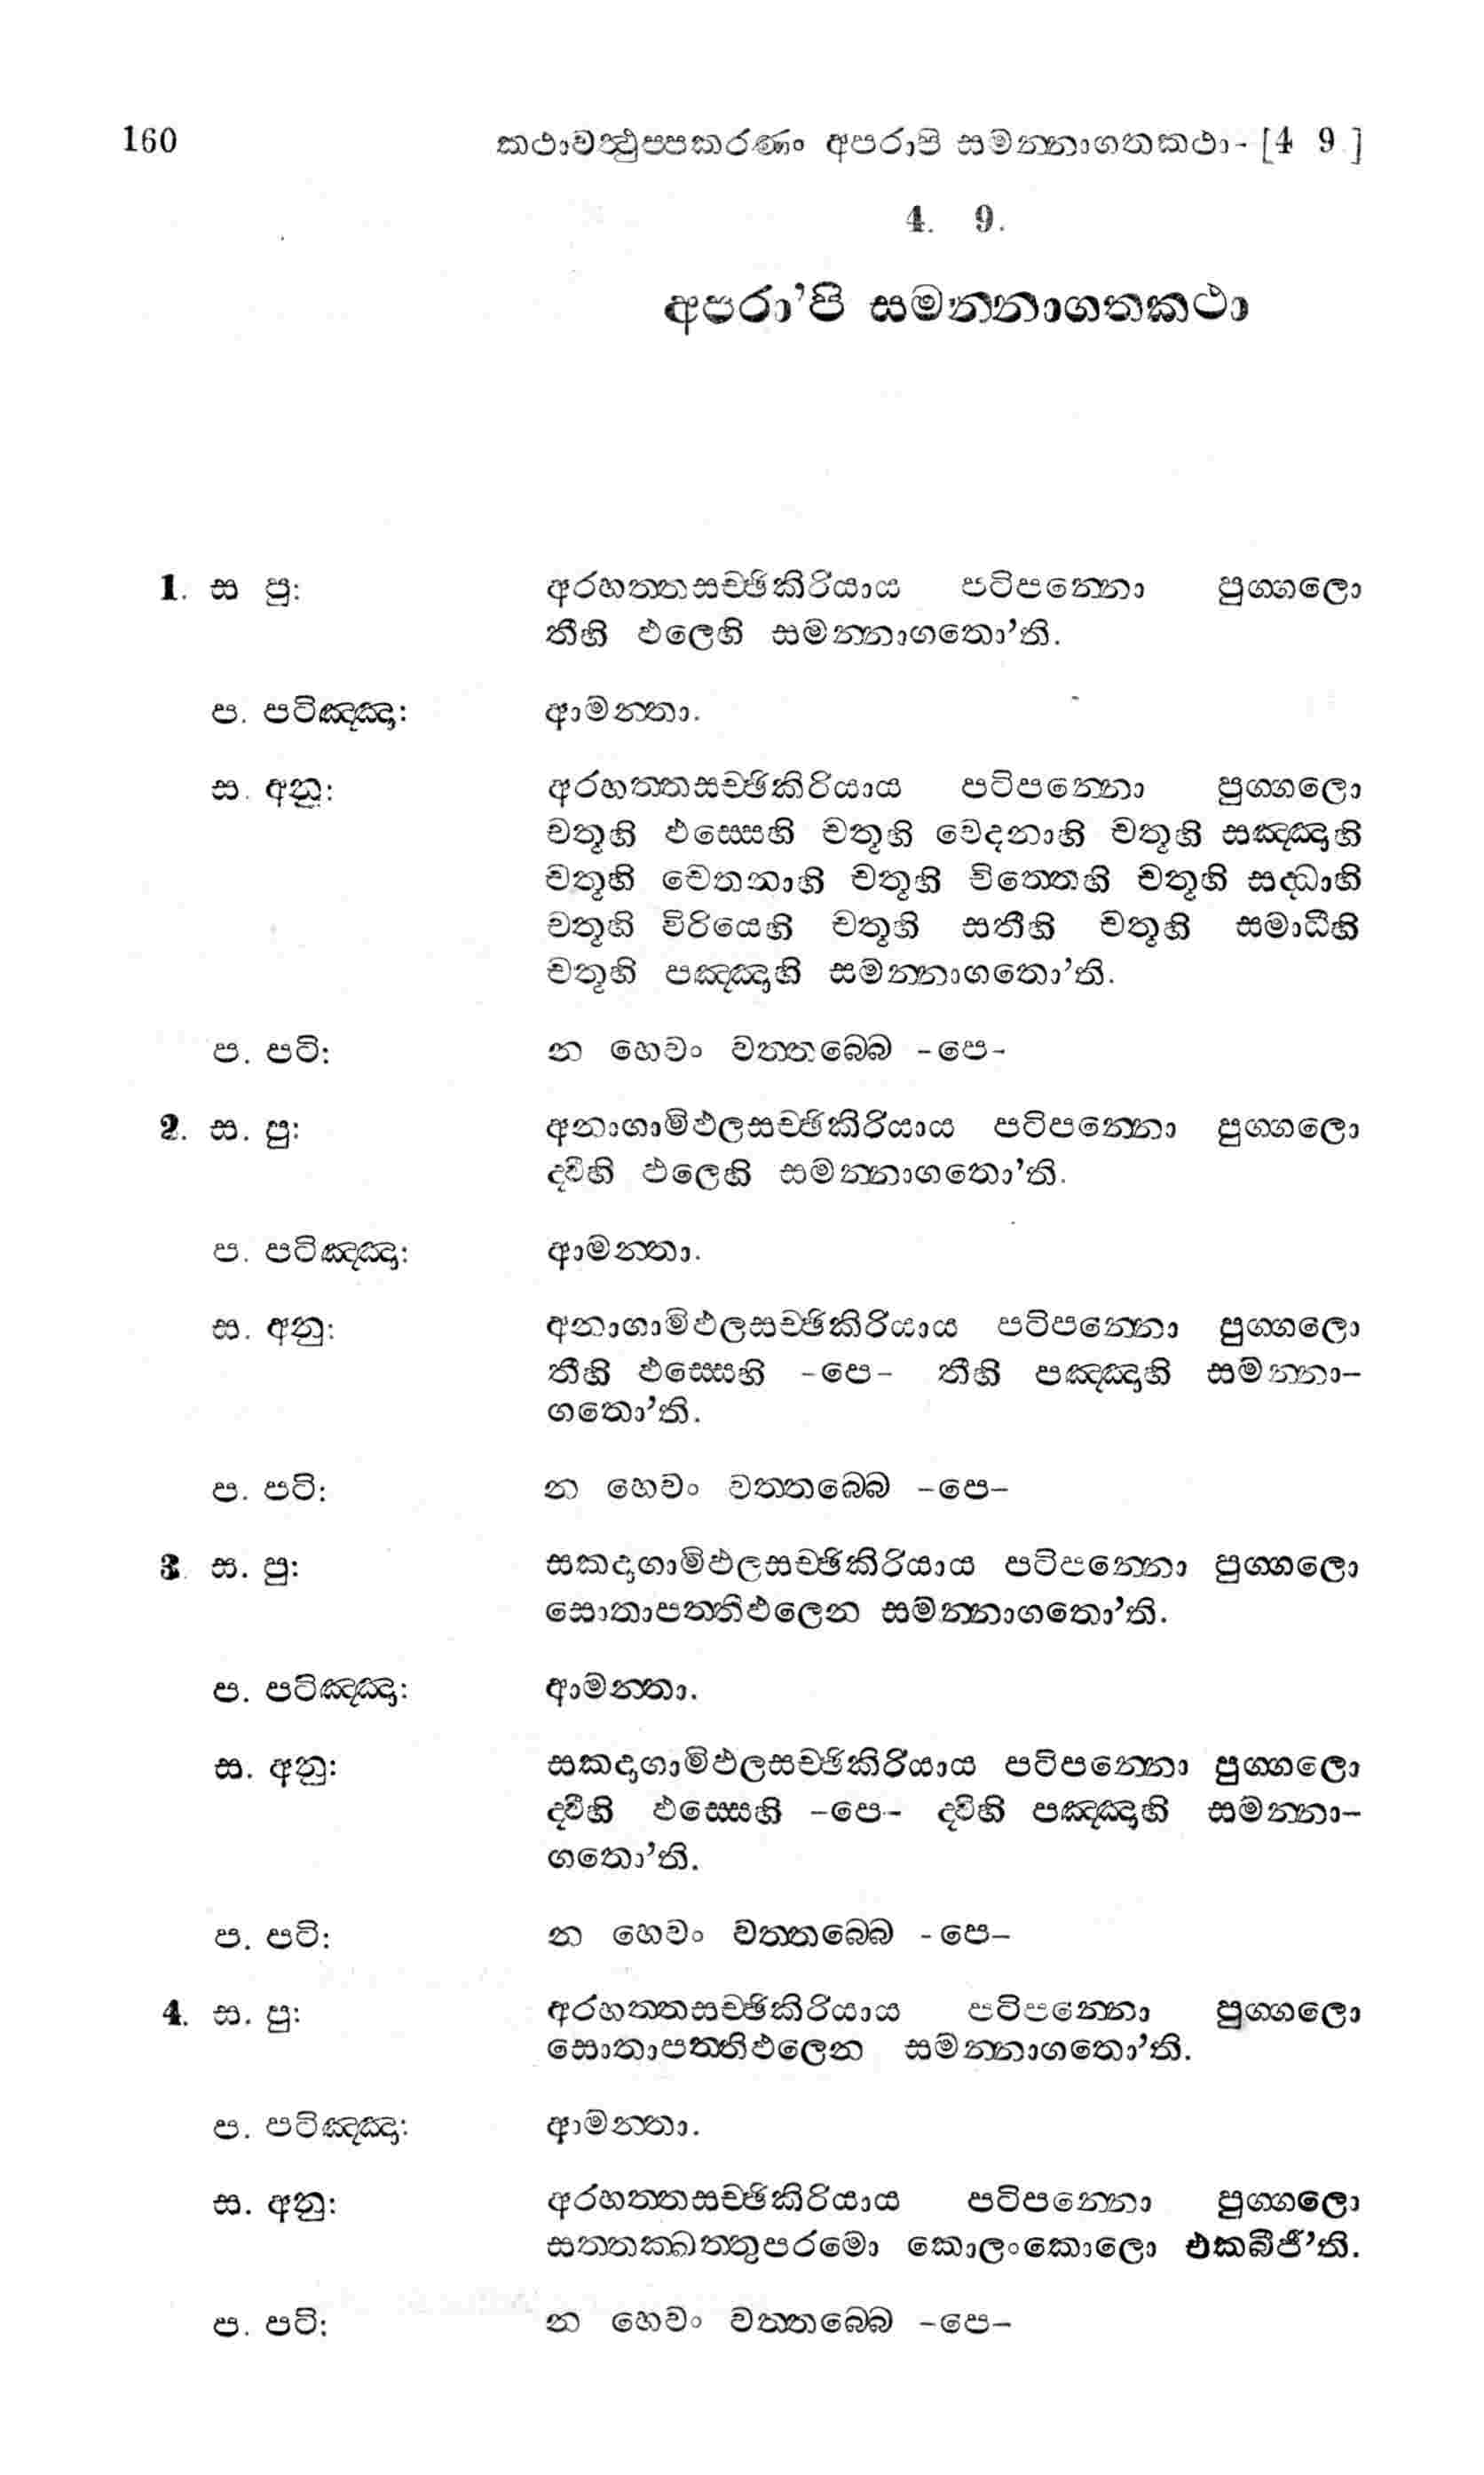 160 කථාවත්‍ථුප්පකරණං අපරාපි සමන්නාගතකථා- [4 9 ]
4. 9.
අපරා’පි සමන්නාගතකථා
1. ස පු: අරහත්තසච්ඡිකිරියාය පටිපන්නො පුග්ගලො
තීහි ඵලෙහි සමන්නාගතො’ති.
ප. පටිඤ්ඤා: ආමන්තා.
ස. අනු: අරහත්තසච්ඡිකිරියාය පටිපන්නො පුග්ගලො
චතූහි ඵස්සෙහි චතූහි වෙදනාහි චතූහි සඤ්ඤාහි
චතූහි චෙතනාහි චතූහි චිත්තෙහි චතූහි සද්ධාහි
චතූහි විරියෙහි චතූහි සතීහි චතූහි සමාධීහි
චතූහි පඤ්ඤාහි සමන්නාගතො’ති.
ප. පටි: න හෙවං වත්තබ්බෙ -පෙ-
2. ස. පු: අනාගාමිඵලසච්ඡිකිරියාය පටිපන්නො පුග්ගලො
ද්වීහි ඵලෙහි සමන්නාගතො’ති.
ප. පටිඤ්ඤා: ආමන්තා.
ස. අනු: අනාගාමිඵලසච්ඡිකිරියාය පටිපන්නො පුග්ගලො
තීහි ඵස්සෙහි -පෙ- තීහි පඤ්ඤාහි සමන්නා-
ගතො’ති.
ප. පටි: න හෙවං වත්තබ්බෙ -පෙ-
3. ස. පු: සකදාගාමිඵලසච්ඡිකිරියාය පටිපන්නො පුග්ගලො
සොතාපත්තිඵලෙන සමන්නාගතො’ති.
ප. පටිඤ්ඤා: ආමන්තා.
ස. අනු: සකදාගාමිඵලසච්ඡිකිරියාය පටිපන්නො පුග්ගලො
ද්වීහි ඵස්සෙහි -පෙ- ද්විහි පඤ්ඤාහි සමන්නා-
ගතො’ති.
ප. පටි: න හෙවං වත්තබ්බෙ -පෙ-
4. ස. පු: අරහත්තසච්ඡිකිරියාය පටිපන්නො පුග්ගලො
සොතාපත්තිඵලෙන සමන්නාගතො’ති.
ප. පටිඤ්ඤා: ආමන්තා.
ස. අනු: අරහත්තසච්ඡිකිරියාය පටිපන්නො පුග්ගලො
සත්තක්ඛත්තුපරමො කොලංකොලො එකබීජී’ති.
ප. පටි: න හෙවං වත්තබ්බෙ -පෙ-